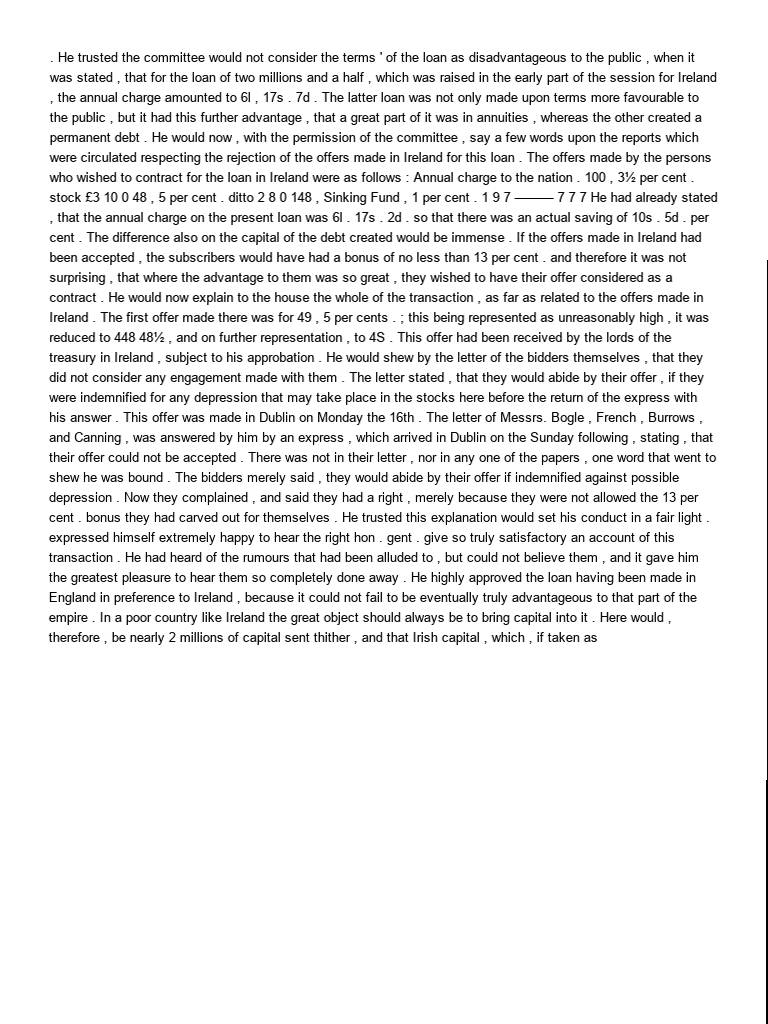 . He trusted the committee would not consider the terms ' of the loan as disadvantageous to the public , when it
was stated , that for the loan of two millions and a half , which was raised in the early part of the session for Ireland
, the annual charge amounted to 6l , 17s . 7d . The latter loan was not only made upon terms more favourable to
the public , but it had this further advantage , that a great part of it was in annuities , whereas the other created a
permanent debt . He would now , with the permission of the committee , say a few words upon the reports which
were circulated respecting the rejection of the offers made in Ireland for this loan . The offers made by the persons
who wished to contract for the loan in Ireland were as follows : Annual charge to the nation . 100 , 3½ per cent .
stock £3 10 0 48 , 5 per cent . ditto 2 8 0 148 , Sinking Fund , 1 per cent . 1 9 7 ——— 7 7 7 He had already stated
, that the annual charge on the present loan was 6l . 17s . 2d . so that there was an actual saving of 10s . 5d . per
cent . The difference also on the capital of the debt created would be immense . If the offers made in Ireland had
been accepted , the subscribers would have had a bonus of no less than 13 per cent . and therefore it was not
surprising , that where the advantage to them was so great , they wished to have their offer considered as a
contract . He would now explain to the house the whole of the transaction , as far as related to the offers made in
Ireland . The first offer made there was for 49 , 5 per cents . ; this being represented as unreasonably high , it was
reduced to 448 48½ , and on further representation , to 4S . This offer had been received by the lords of the
treasury in Ireland , subject to his approbation . He would shew by the letter of the bidders themselves , that they
did not consider any engagement made with them . The letter stated , that they would abide by their offer , if they
were indemnified for any depression that may take place in the stocks here before the return of the express with
his answer . This offer was made in Dublin on Monday the 16th . The letter of Messrs. Bogle , French , Burrows ,
and Canning , was answered by him by an express , which arrived in Dublin on the Sunday following , stating , that
their offer could not be accepted . There was not in their letter , nor in any one of the papers , one word that went to
shew he was bound . The bidders merely said , they would abide by their offer if indemnified against possible
depression . Now they complained , and said they had a right , merely because they were not allowed the 13 per
cent . bonus they had carved out for themselves . He trusted this explanation would set his conduct in a fair light .
expressed himself extremely happy to hear the right hon . gent . give so truly satisfactory an account of this
transaction . He had heard of the rumours that had been alluded to , but could not believe them , and it gave him
the greatest pleasure to hear them so completely done away . He highly approved the loan having been made in
England in preference to Ireland , because it could not fail to be eventually truly advantageous to that part of the
empire . In a poor country like Ireland the great object should always be to bring capital into it . Here would ,
therefore , be nearly 2 millions of capital sent thither , and that Irish capital , which , if taken as